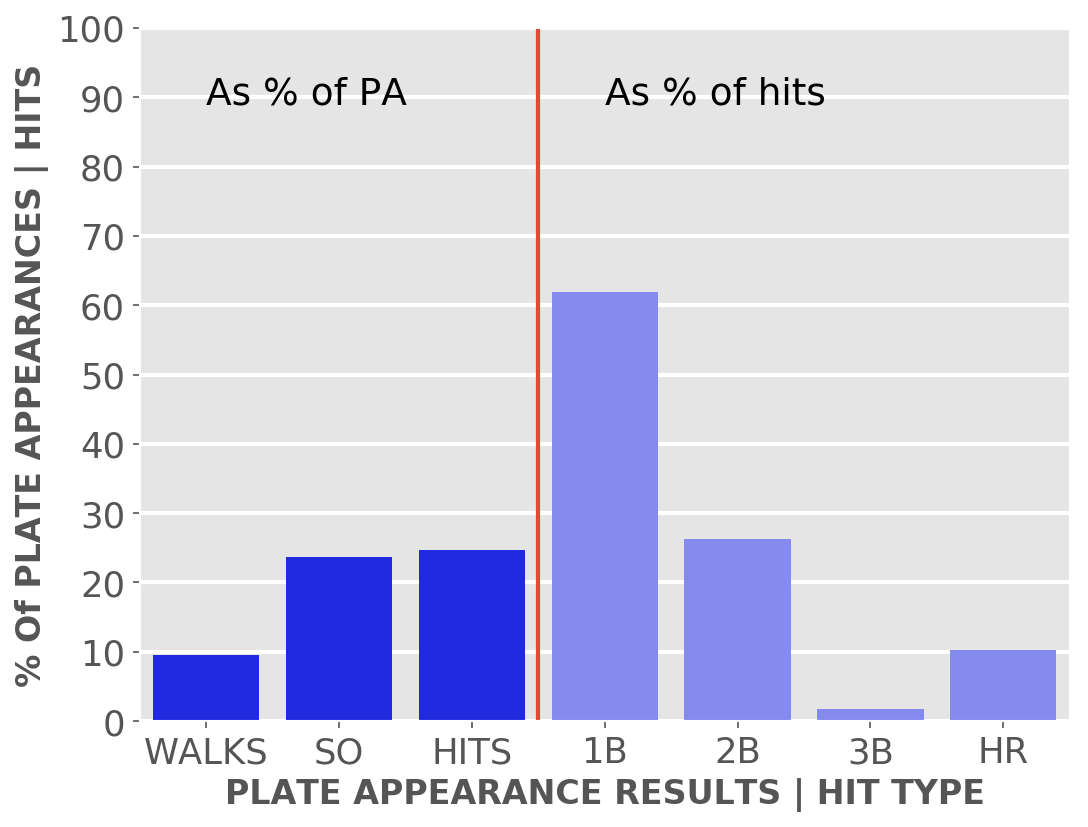 100
90
80
70
60
50
40
30
20
10
0
% Of PLATE APPEARANCES | HITS
As % of PA
As % of hits
WALKS SO HITS 1B 2B 3B HR
PLATE APPEARANCE RESULTS | HIT TYPE